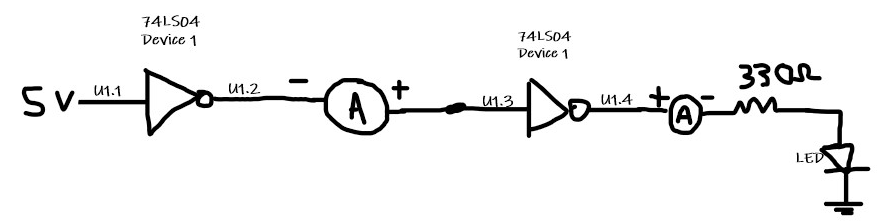 74LS04
Device 1
74LS04
Device 1
5V
U1.1
U1.2
-
A
+
U1.3
U1.4
+
A
-
330Ω
LED